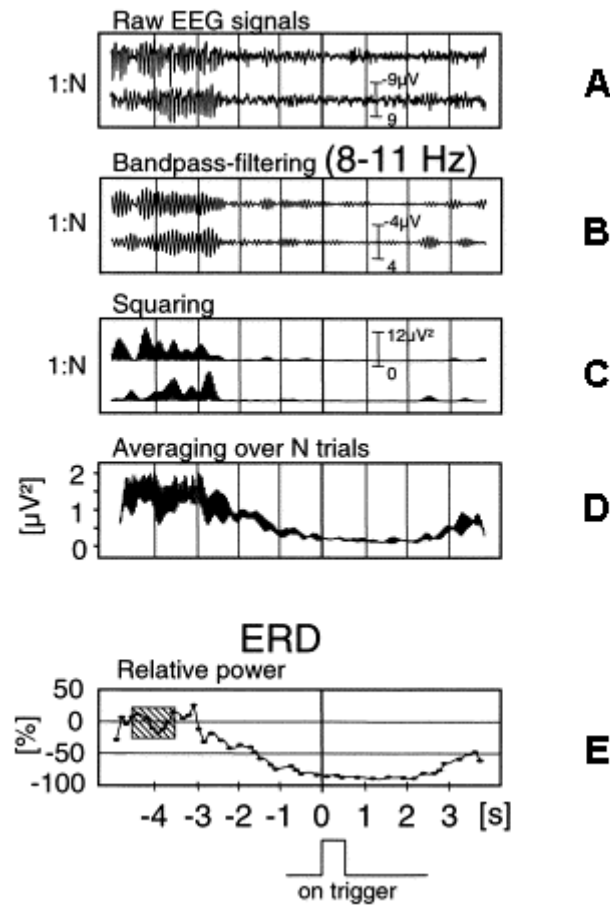 Raw EEG signals
1:N
-9µV
9
A
Bandpass-filtering (8-11 Hz)
1:N
-4µV
4
B
Squaring
1:N
12µV²
0
C
Averaging over N trials
[µV²]
2
1
0
D
ERD
Relative power
[%]
50
0
-50
-100
E
-4 -3 -2 -1 0 1 2 3 [s]
on trigger